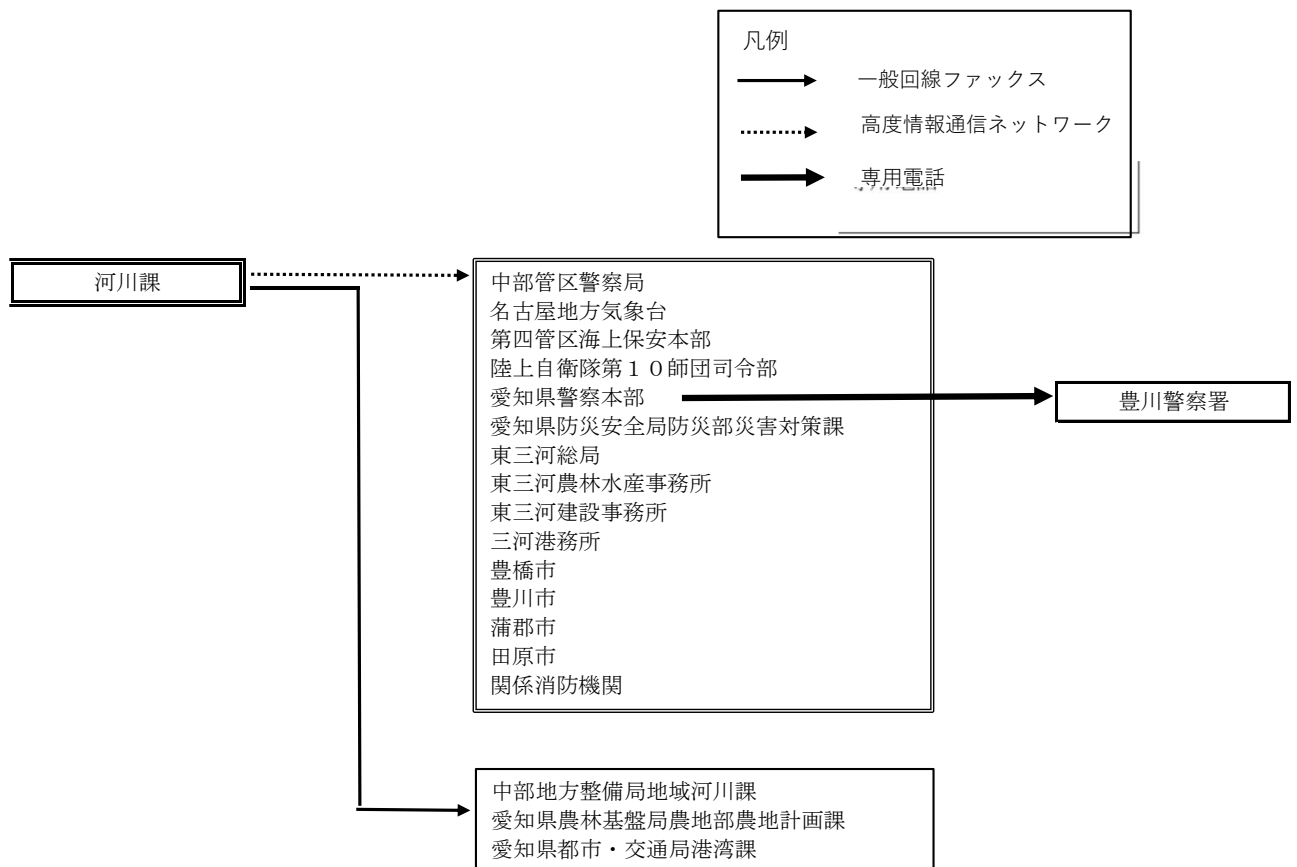 凡例
一般回線ファックス
高度情報通信ネットワーク
専用電話
河川課
中部管区警察局
名古屋地方気象台
第四管区海上保安本部
陸上自衛隊第１０師団司令部
愛知県警察本部
豊川警察署
愛知県防災安全局防災部災害対策課
東三河総局
東三河農林水産事務所
東三河建設事務所
三河港務所
豊橋市
豊川市
蒲郡市
田原市
関係消防機関
中部地方整備局地域河川課
愛知県農林基盤局農地部農地計画課
愛知県都市・交通局港湾課